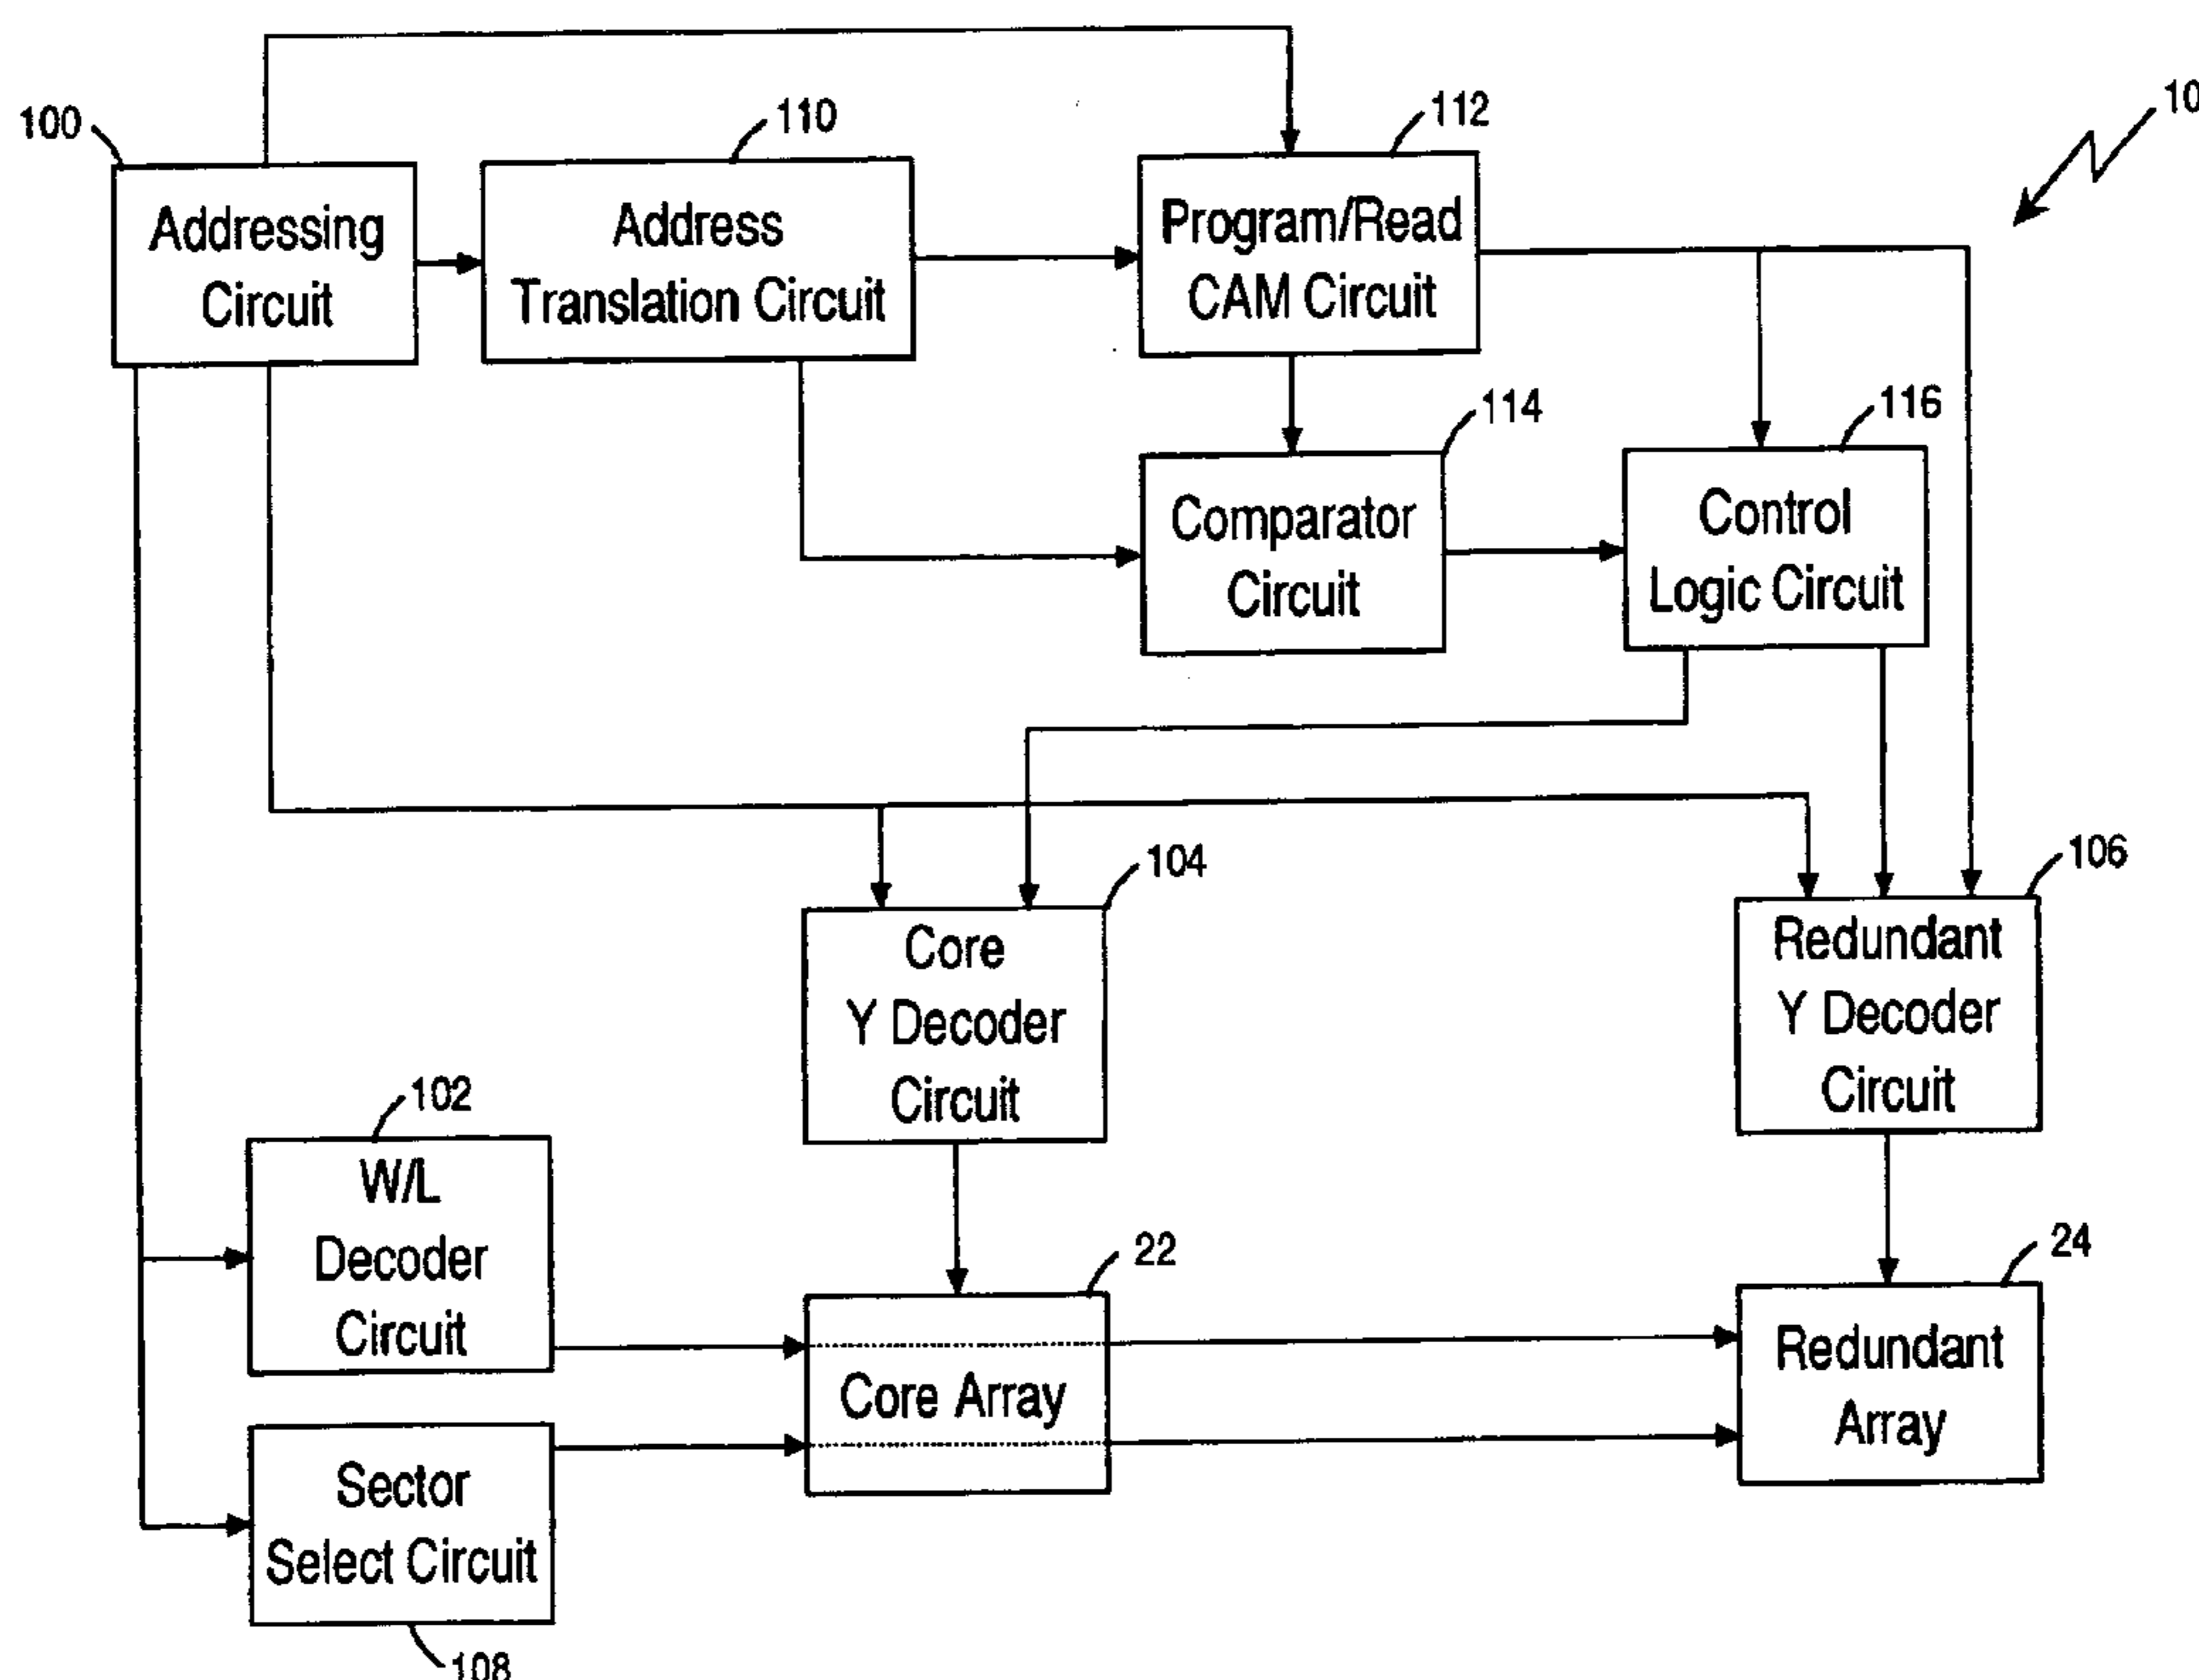 10
100
110
112
Addressing
Circuit
Address
Translation Circuit
Program/Read
CAM Circuit
114
116
Comparator
Circuit
Control
Logic Circuit
104
106
Core
Y Decoder
Circuit
Redundant
Y Decoder
Circuit
102
W/L
Decoder
Circuit
22
24
Core Array
Redundant
Array
Sector
Select Circuit
108